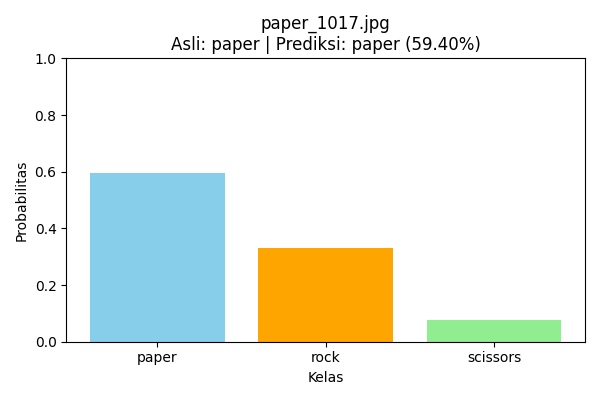 paper_1017.jpg
Asli: paper | Prediksi: paper (59.40%)
1.0
0.8
0.6
0.4
0.2
0.0
Probabilitas
paper rock scissors
Kelas